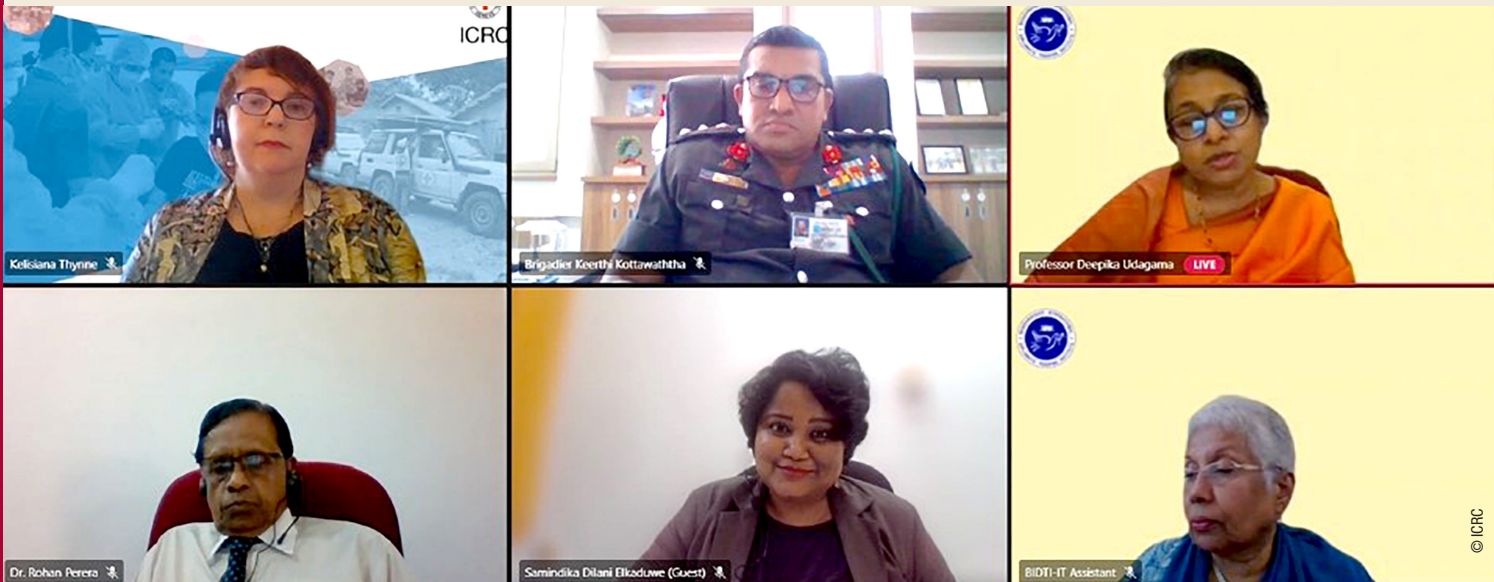 ICRC
Kelisiana Thynne
Brigadier Keerthi Kottawaththa
Professor Deepika Udagama LIVE
Dr. Rohan Perera
Samindika Dilani Elkaduwe (Guest)
BIDTI-IT Assistant
© ICRC